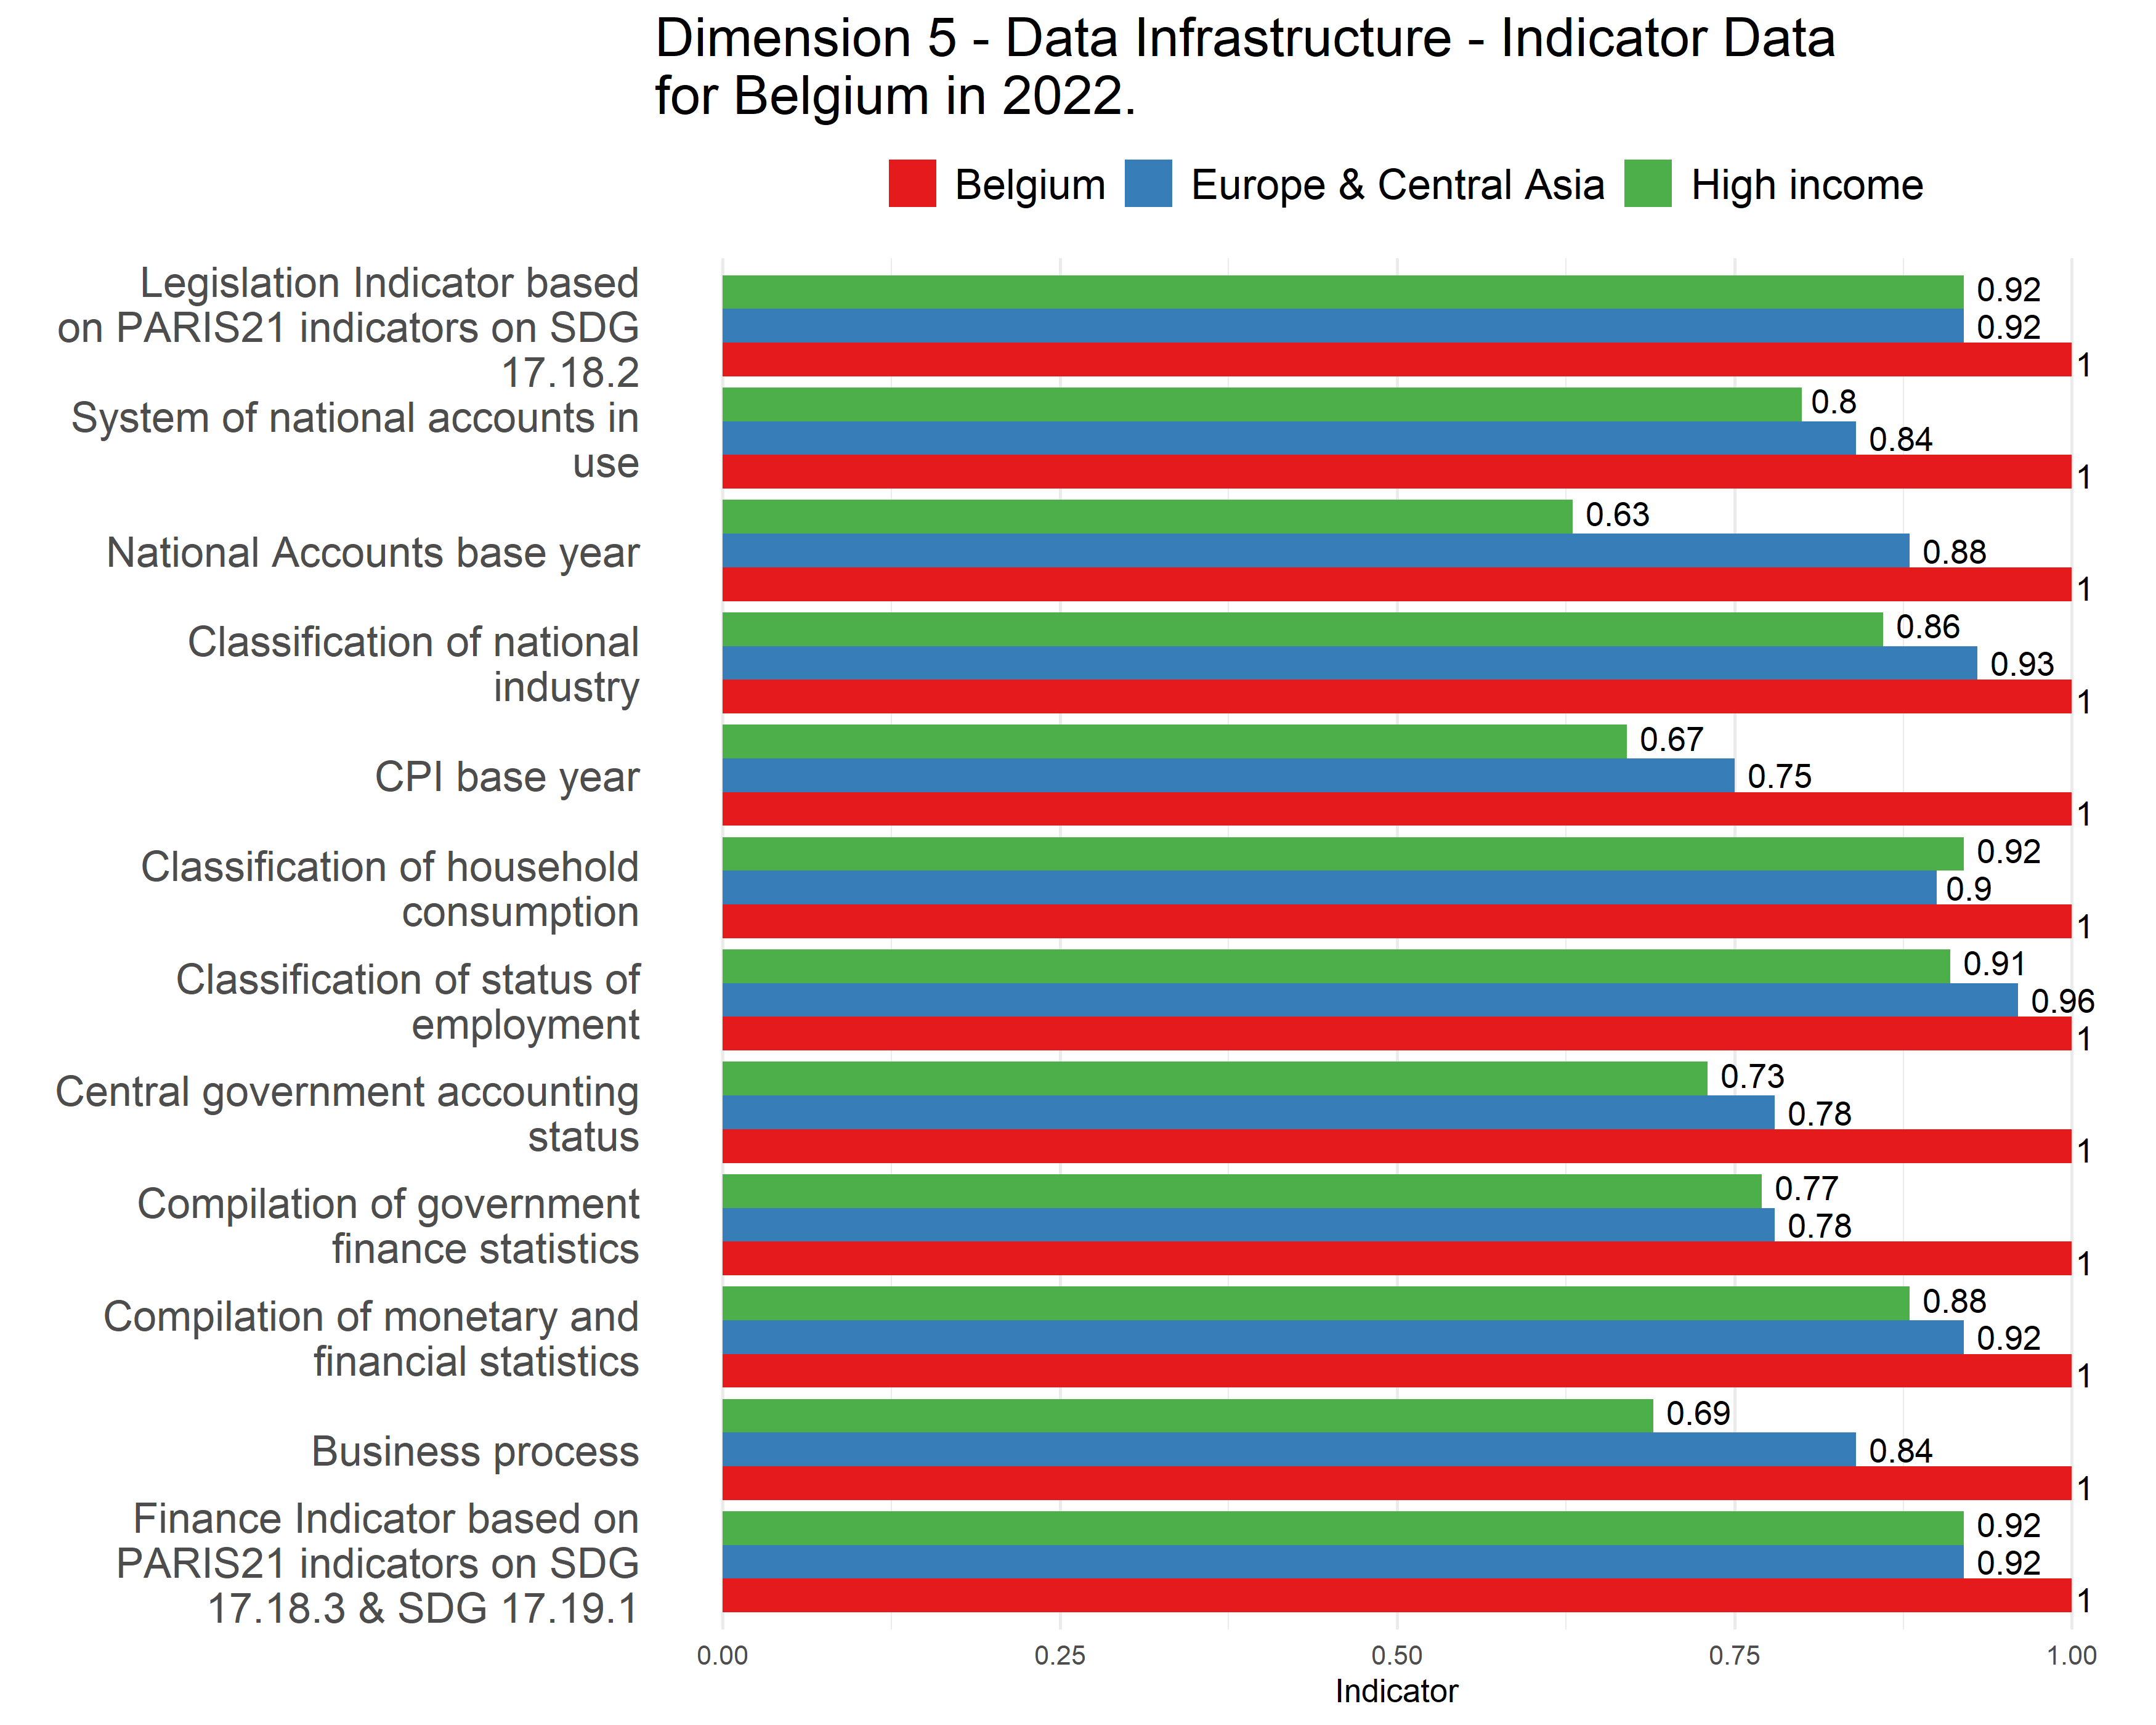 Dimension 5 - Data Infrastructure - Indicator Data
for Belgium in 2022.
Belgium
Europe & Central Asia
High income
Legislation Indicator based
on PARIS21 indicators on SDG
17.18.2
0.92
0.92
1
System of national accounts in
use
0.8
0.84
1
National Accounts base year
0.63
0.88
1
Classification of national
industry
0.86
0.93
1
CPI base year
0.67
0.75
1
Classification of household
consumption
0.92
0.9
1
Classification of status of
employment
0.91
0.96
1
Central government accounting
status
0.73
0.78
1
Compilation of government
finance statistics
0.77
0.78
1
Compilation of monetary and
financial statistics
0.88
0.92
1
Business process
0.69
0.84
1
Finance Indicator based on
PARIS21 indicators on SDG
17.18.3 & SDG 17.19.1
0.92
0.92
1
0.00
0.25
0.50
0.75
1.00
Indicator